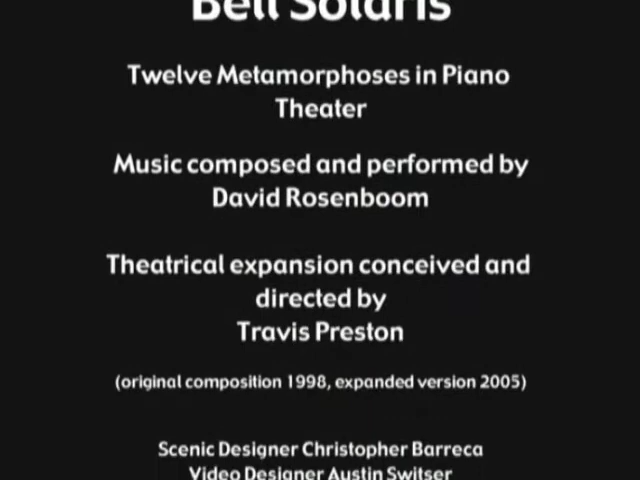 Bell Solaris
Twelve Metamorphoses in Piano
Theater
Music composed and performed by
David Rosenboom
Theatrical expansion conceived and
directed by
Travis Preston
(original composition 1998, expanded version 2005)
Scenic Designer Christopher Barreca
Video Designer Austin Switser